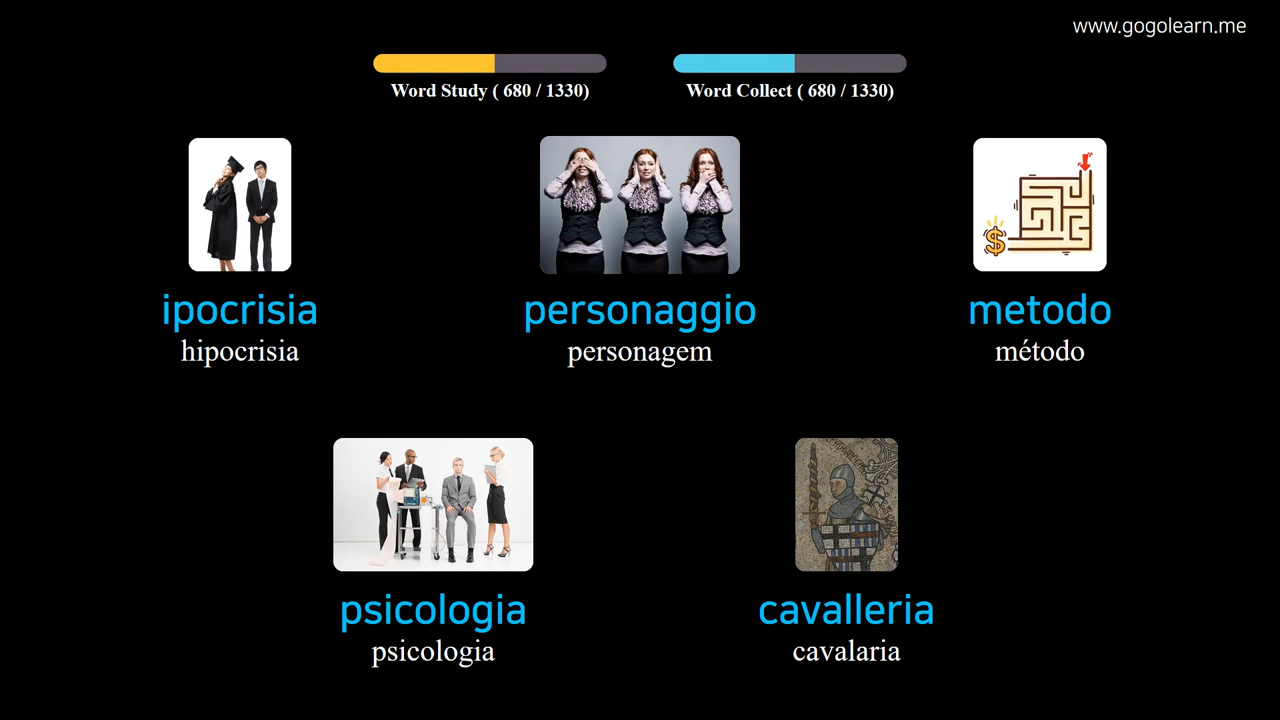 www.gogolearn.me
Word Study ( 680 / 1330)
Word Collect ( 680 / 1330)
ipocrisia
hipocrisia
personaggio
personagem
metodo
método
psicologia
psicologia
cavalleria
cavalaria